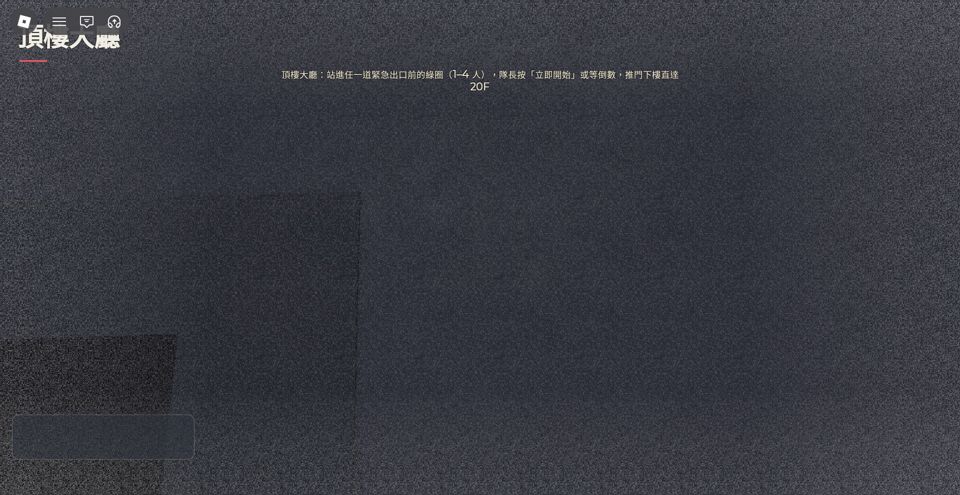 頂樓大廳
頂樓大廳：站進任一道緊急出口前的綠圈（1–4 人），隊長按「立即開始」或等倒數，推門下樓直達
20F